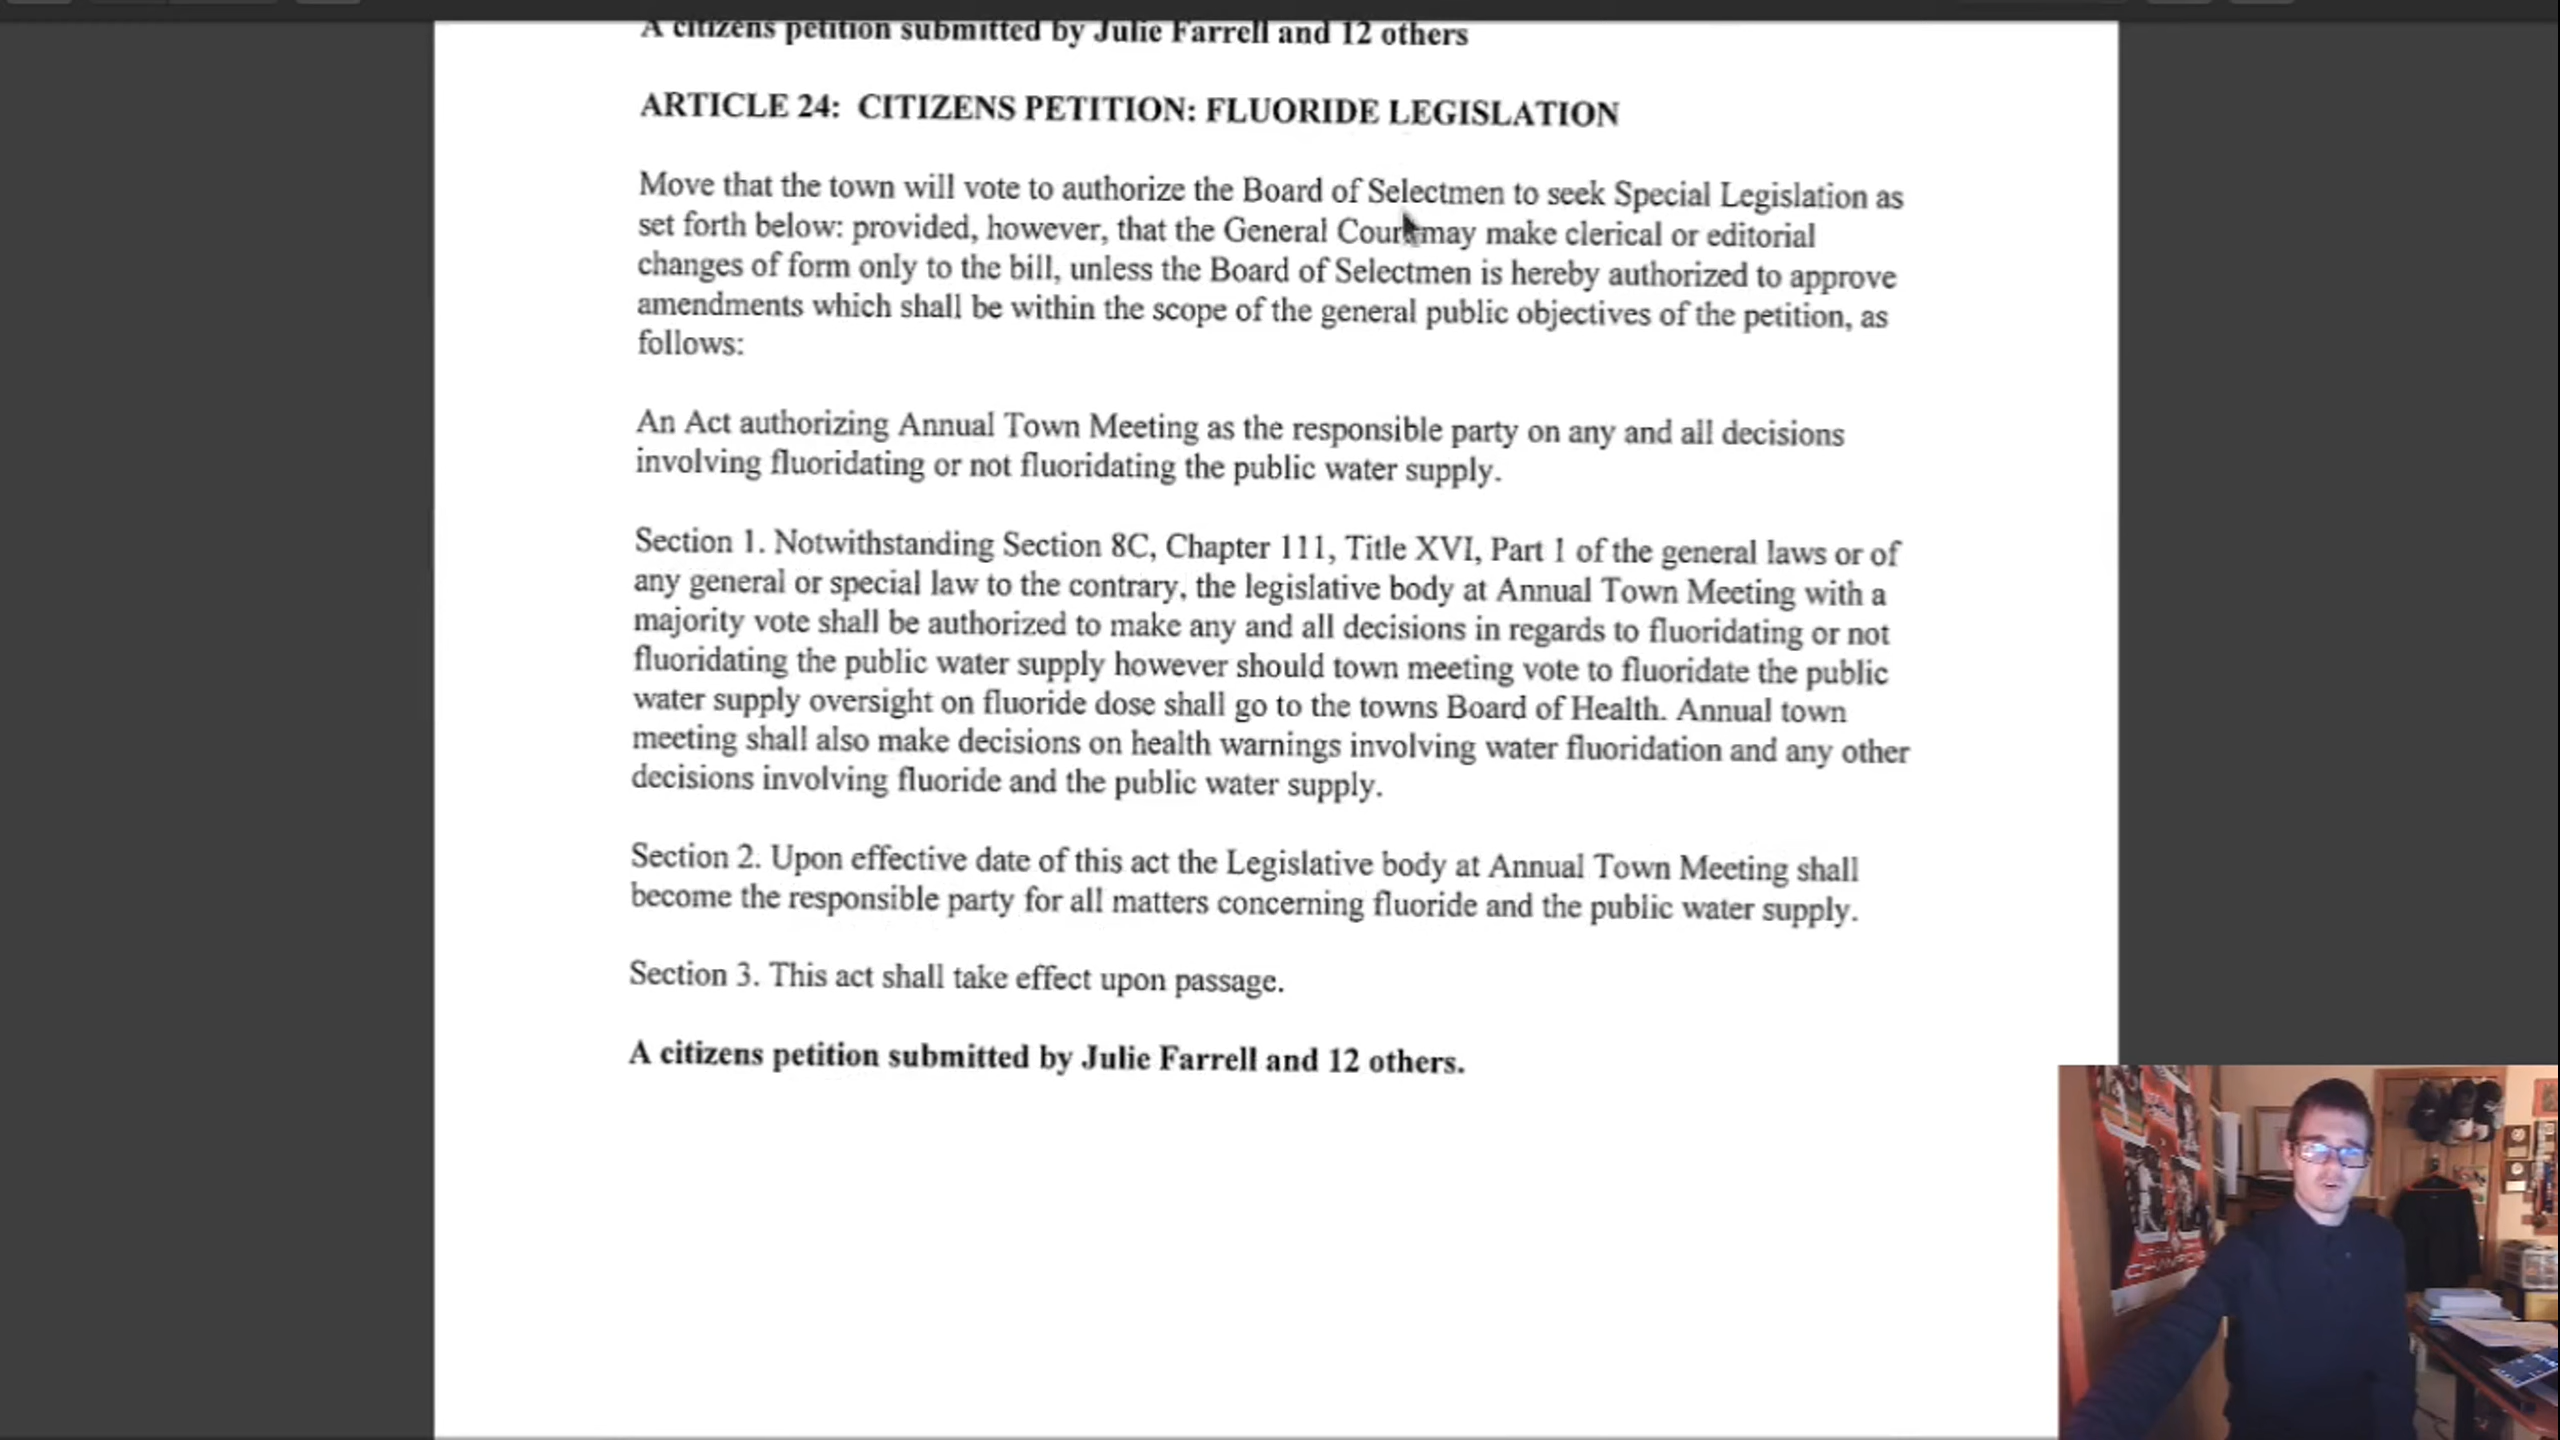 A citizens petition submitted by Julie Farrell and 12 others
ARTICLE 24: CITIZENS PETITION: FLUORIDE LEGISLATION
Move that the town will vote to authorize the Board of Selectmen to seek Special Legislation as
set forth below: provided, however, that the General Court may make clerical or editorial
changes of form only to the bill, unless the Board of Selectmen is hereby authorized to approve
amendments which shall be within the scope of the general public objectives of the petition, as
follows:
An Act authorizing Annual Town Meeting as the responsible party on any and all decisions
involving fluoridating or not fluoridating the public water supply.
Section 1. Notwithstanding Section 8C, Chapter 111, Title XVI, Part 1 of the general laws or of
any general or special law to the contrary, the legislative body at Annual Town Meeting with a
majority vote shall be authorized to make any and all decisions in regards to fluoridating or not
fluoridating the public water supply however should town meeting vote to fluoridate the public
water supply oversight on fluoride dose shall go to the towns Board of Health. Annual town
meeting shall also make decisions on health warnings involving water fluoridation and any other
decisions involving fluoride and the public water supply.
Section 2. Upon effective date of this act the Legislative body at Annual Town Meeting shall
become the responsible party for all matters concerning fluoride and the public water supply.
Section 3. This act shall take effect upon passage.
A citizens petition submitted by Julie Farrell and 12 others.